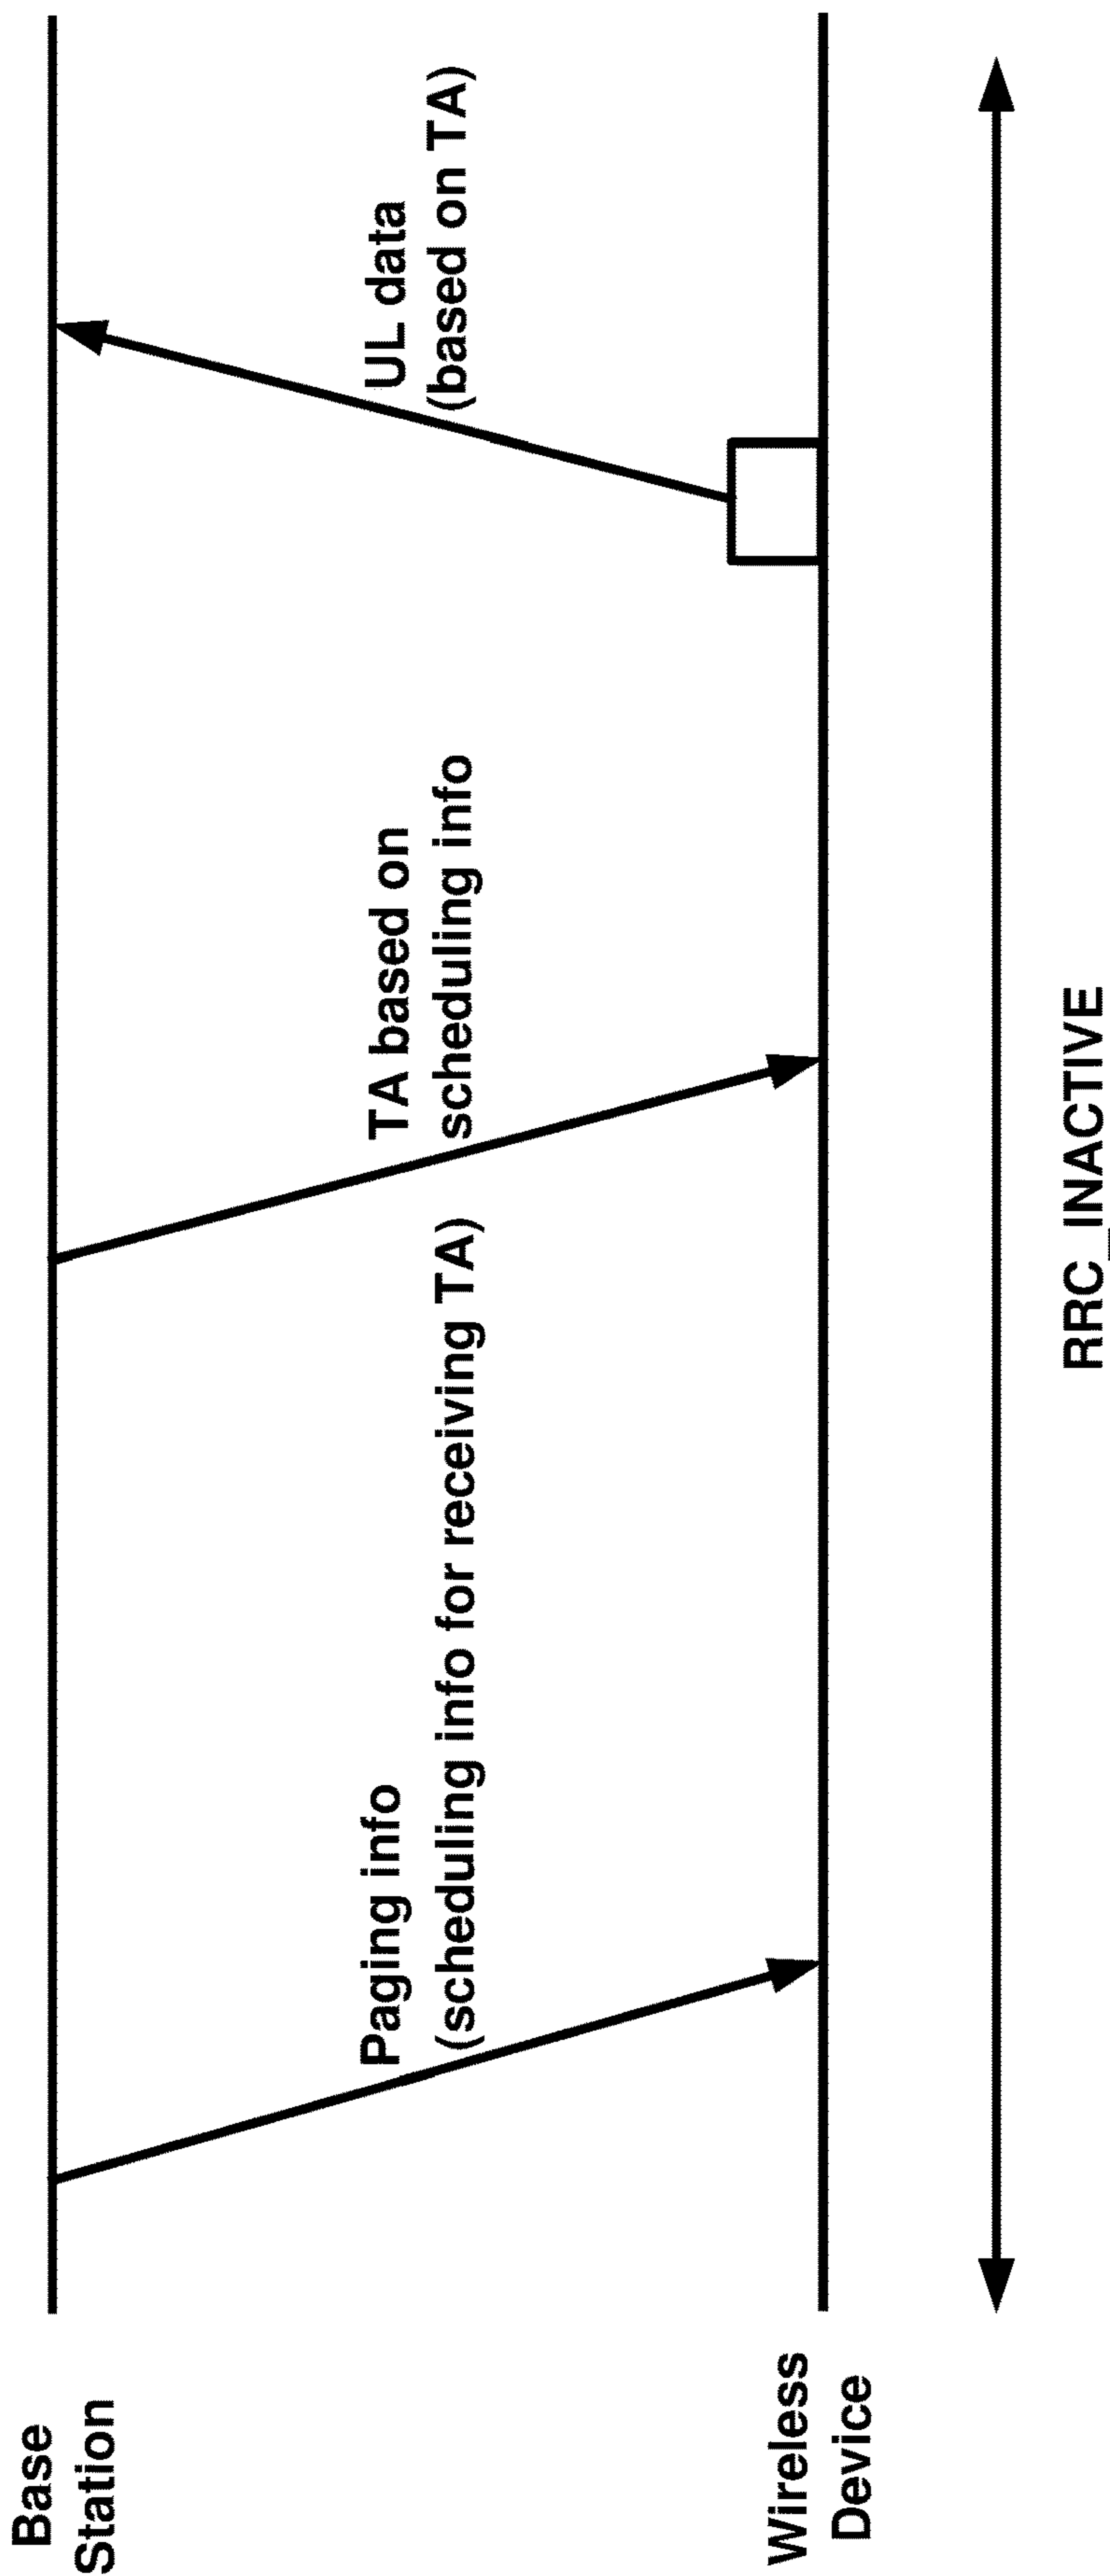 Base
Station
Paging info
(scheduling info for receiving TA)
TA based on
scheduling info
UL data
(based on TA)
Wireless
Device
RRC_INACTIVE